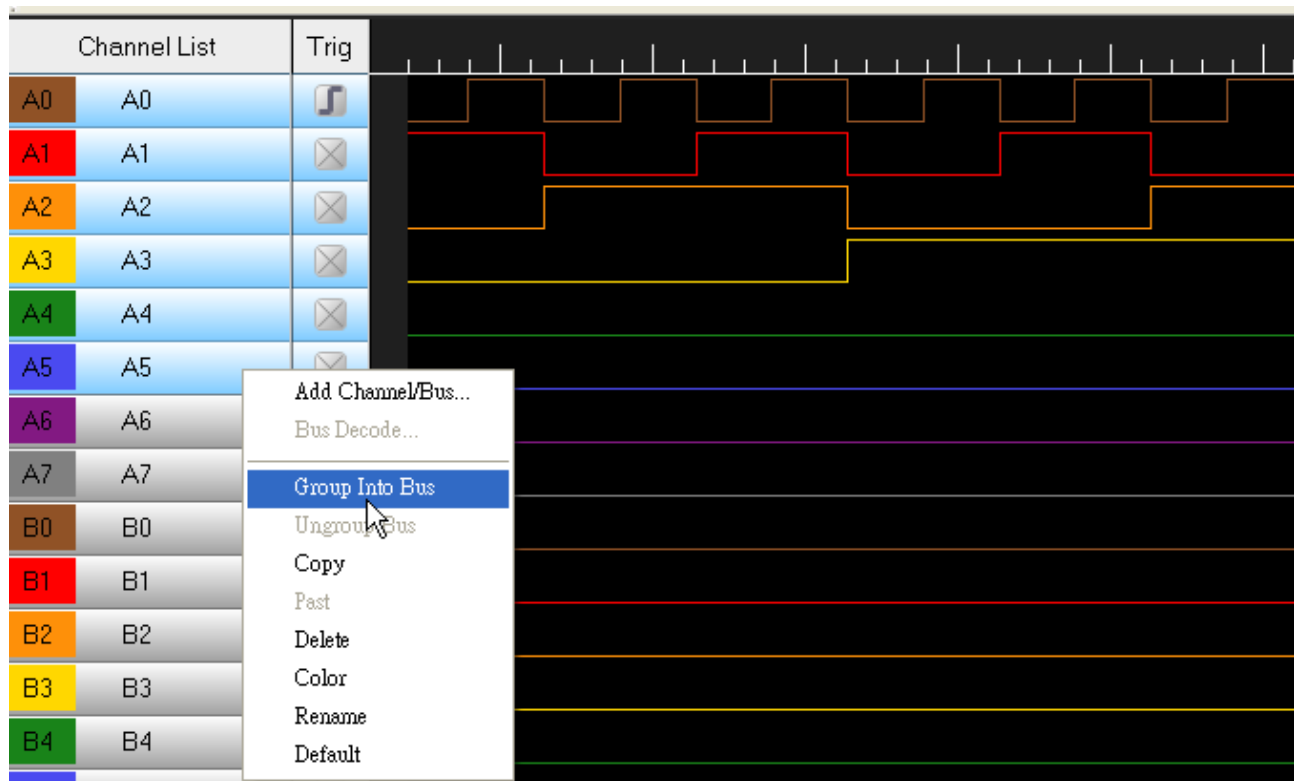 Channel List Trig
A0 A0
A1 A1
A2 A2
A3 A3
A4 A4
A5 A5
Add Channel/Bus...
A6 A6
Bus Decode...
A7 A7
Group Into Bus
B0 B0
Ungroup Bus
B1 B1
Copy
Past
B2 B2
Delete
B3 B3
Color
Rename
B4 B4
Default